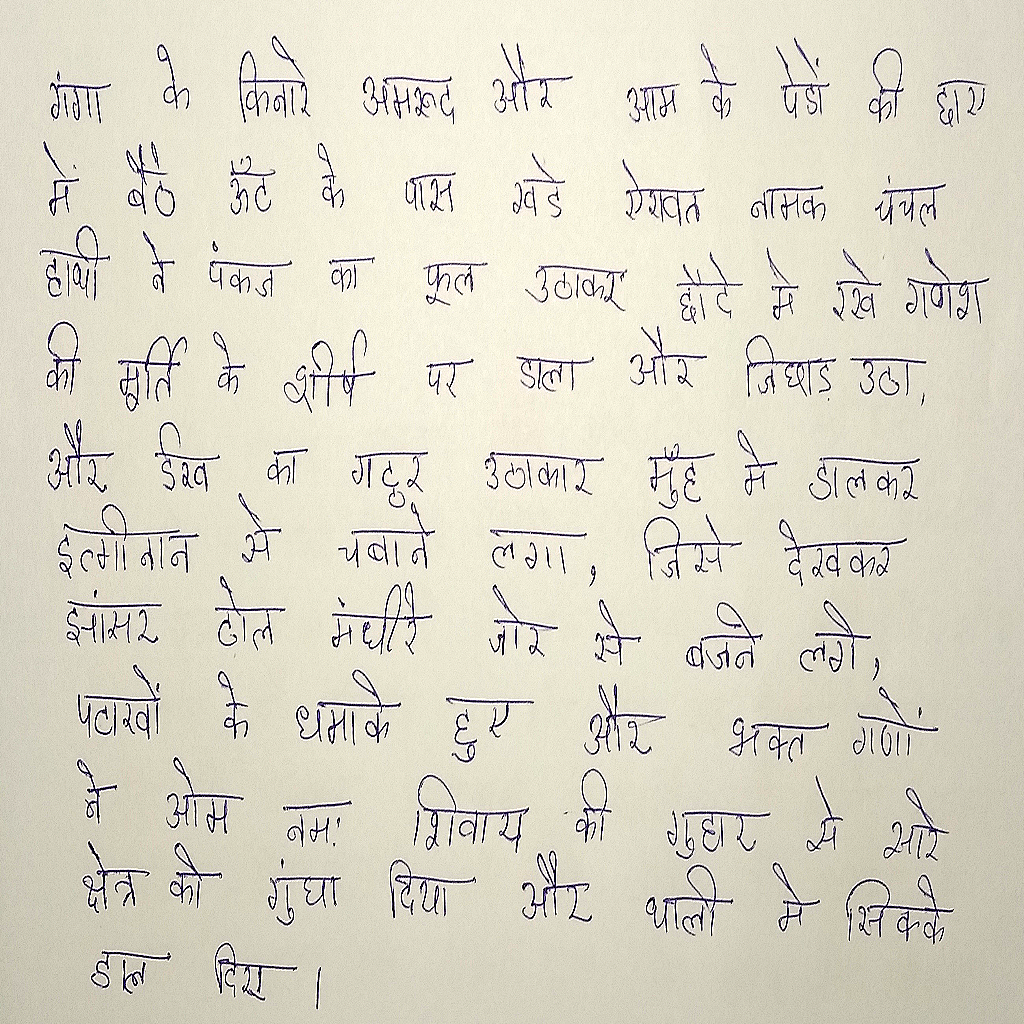 गंगा के किनारे अमरूद और आम के पेडों की छाए
में बैठे ऊँट के पास खडे ऐरावत नामक चंचल
हाथी ने पंकज का फूल उठाकर छौटे मे रखे गणेश
की मूर्ति के शीर्ष पर डाला और जिघाड़ उठा,
और ईख का गट्ठर उठाकार मुँह मे डालकर
इत्मीनान से चबाने लगा, जिसे देखकर
झांसर ढोल मंधीरे जोर से बजने लगे,
पटाखों के धमाके हुए और भक्त गणों
ने ओम नमः शिवाय की गुहार से सारे
क्षेत्र को गुंघा दिया और थाली मे सिक्के
डाल दिए ।